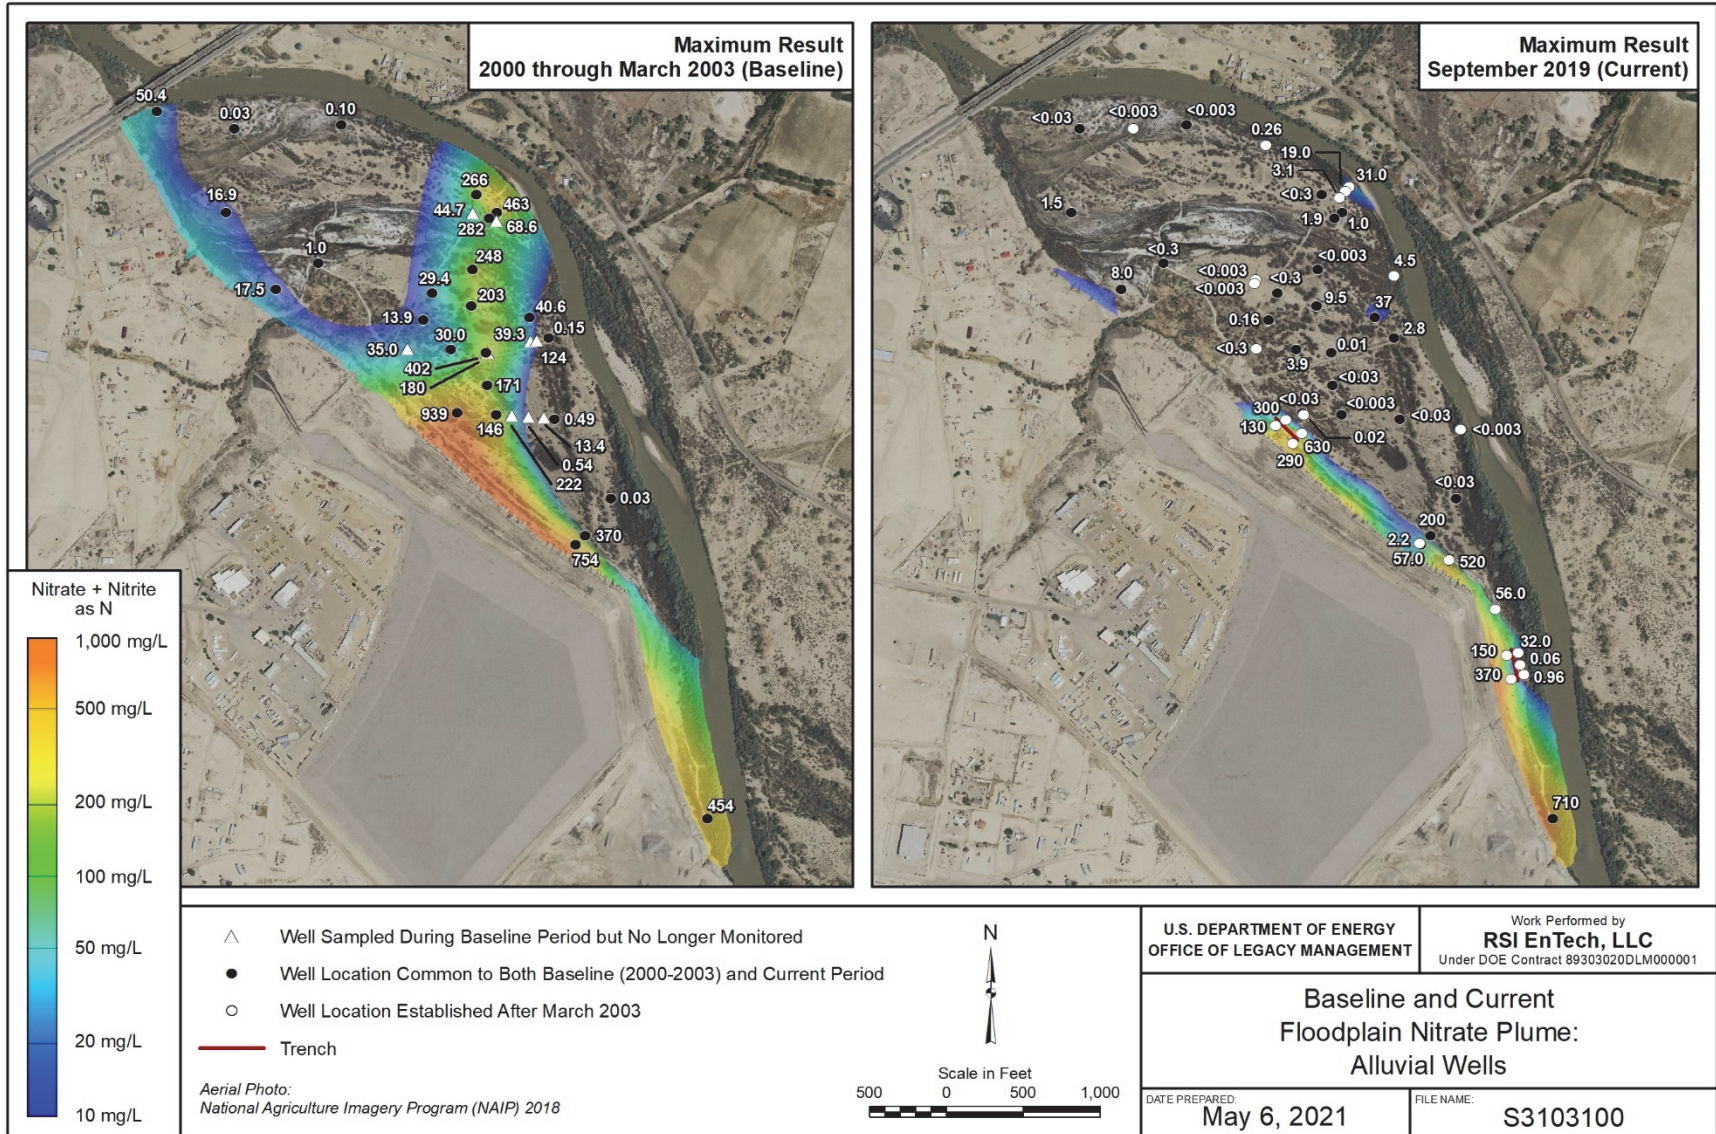 Maximum Result
2000 through March 2003 (Baseline)
50.4
0.03
0.10
16.9
266
44.7
463
282
68.6
1.0
248
29.4
17.5
203
40.6
13.9
0.15
39.3
30.0
35.0
124
402
180
171
939
0.49
146
13.4
0.54
222
0.03
370
754
454
Maximum Result
September 2019 (Current)
<0.03
<0.003
<0.003
0.26
19.0
3.1
31.0
<0.3
1.5
1.9
1.0
<0.3
<0.003
4.5
8.0
<0.003
<0.3
<0.003
9.5
37
0.16
2.8
<0.3
0.01
3.9
<0.03
<0.03
<0.003
300
<0.03
130
<0.003
0.02
630
290
<0.03
200
2.2
57.0
520
56.0
32.0
150
0.06
370
0.96
710
Nitrate + Nitrite
as N
1,000 mg/L
500 mg/L
200 mg/L
100 mg/L
50 mg/L
20 mg/L
10 mg/L
Well Sampled During Baseline Period but No Longer Monitored
Well Location Common to Both Baseline (2000-2003) and Current Period
Well Location Established After March 2003
Trench
Aerial Photo:
National Agriculture Imagery Program (NAIP) 2018
N
Scale in Feet
500 0 500 1,000
U.S. DEPARTMENT OF ENERGY
OFFICE OF LEGACY MANAGEMENT
Work Performed by
RSI EnTech, LLC
Under DOE Contract 89303020DLM000001
Baseline and Current
Floodplain Nitrate Plume:
Alluvial Wells
DATE PREPARED:
May 6, 2021
FILE NAME:
S3103100